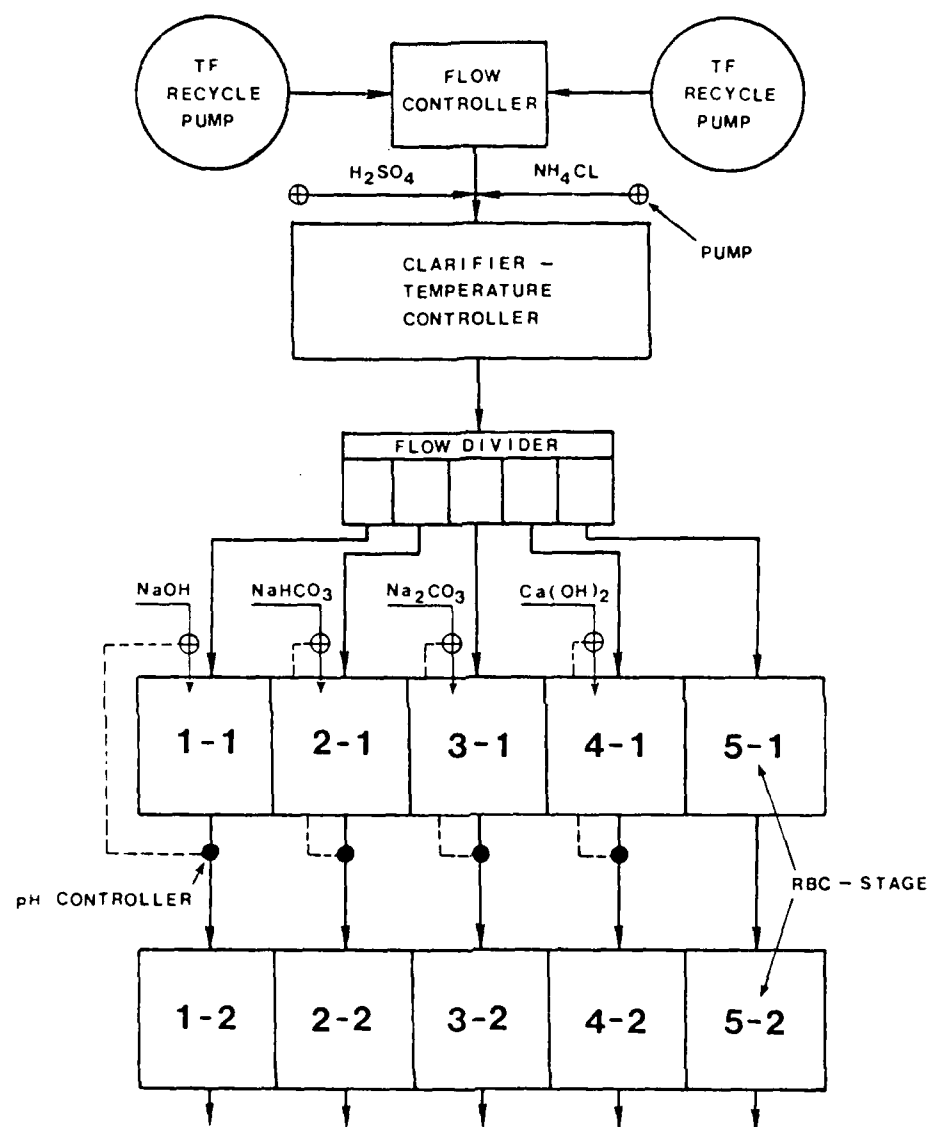 TF
RECYCLE
PUMP
FLOW
CONTROLLER
TF
RECYCLE
PUMP
H₂SO₄
NH₄CL
PUMP
CLARIFIER –
TEMPERATURE
CONTROLLER
FLOW DIVIDER
NaOH
NaHCO₃
Na₂CO₃
Ca(OH)₂
1-1
2-1
3-1
4-1
5-1
pH CONTROLLER
RBC – STAGE
1-2
2-2
3-2
4-2
5-2